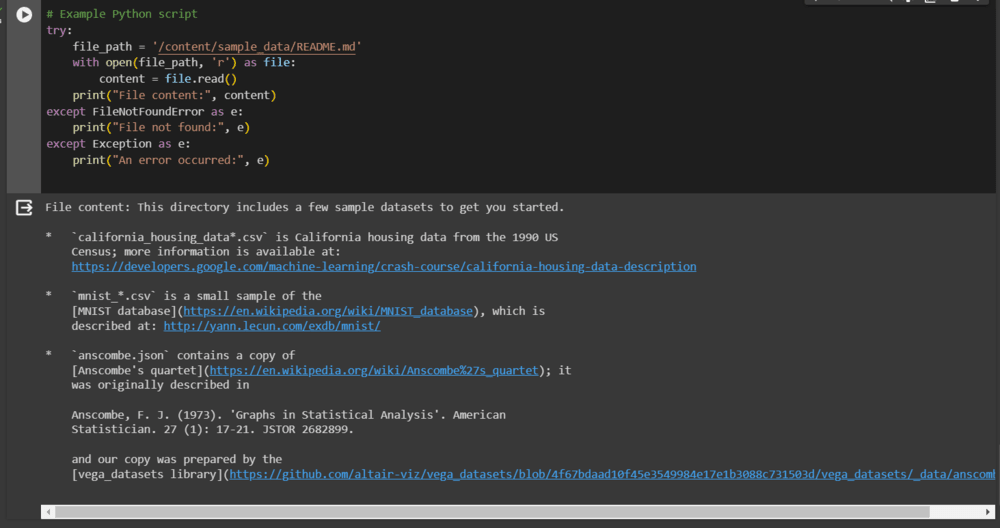 # Example Python script
try:
    file_path = '/content/sample_data/README.md'
    with open(file_path, 'r') as file:
        content = file.read()
    print("File content:", content)
except FileNotFoundError as e:
    print("File not found:", e)
except Exception as e:
    print("An error occurred:", e)
File content: This directory includes a few sample datasets to get you started.
*   `california_housing_data*.csv` is California housing data from the 1990 US
    Census; more information is available at:
    https://developers.google.com/machine-learning/crash-course/california-housing-data-description
*   `mnist_*.csv` is a small sample of the
    [MNIST database](https://en.wikipedia.org/wiki/MNIST_database), which is
    described at: http://yann.lecun.com/exdb/mnist/
*   `anscombe.json` contains a copy of
    [Anscombe's quartet](https://en.wikipedia.org/wiki/Anscombe%27s_quartet); it
    was originally described in
    Anscombe, F. J. (1973). 'Graphs in Statistical Analysis'. American
    Statistician. 27 (1): 17-21. JSTOR 2682899.
    and our copy was prepared by the
    [vega_datasets library](https://github.com/altair-viz/vega_datasets/blob/4f67bdaad10f45e3549984e17e1b3088c731503d/vega_datasets/_data/anscomb